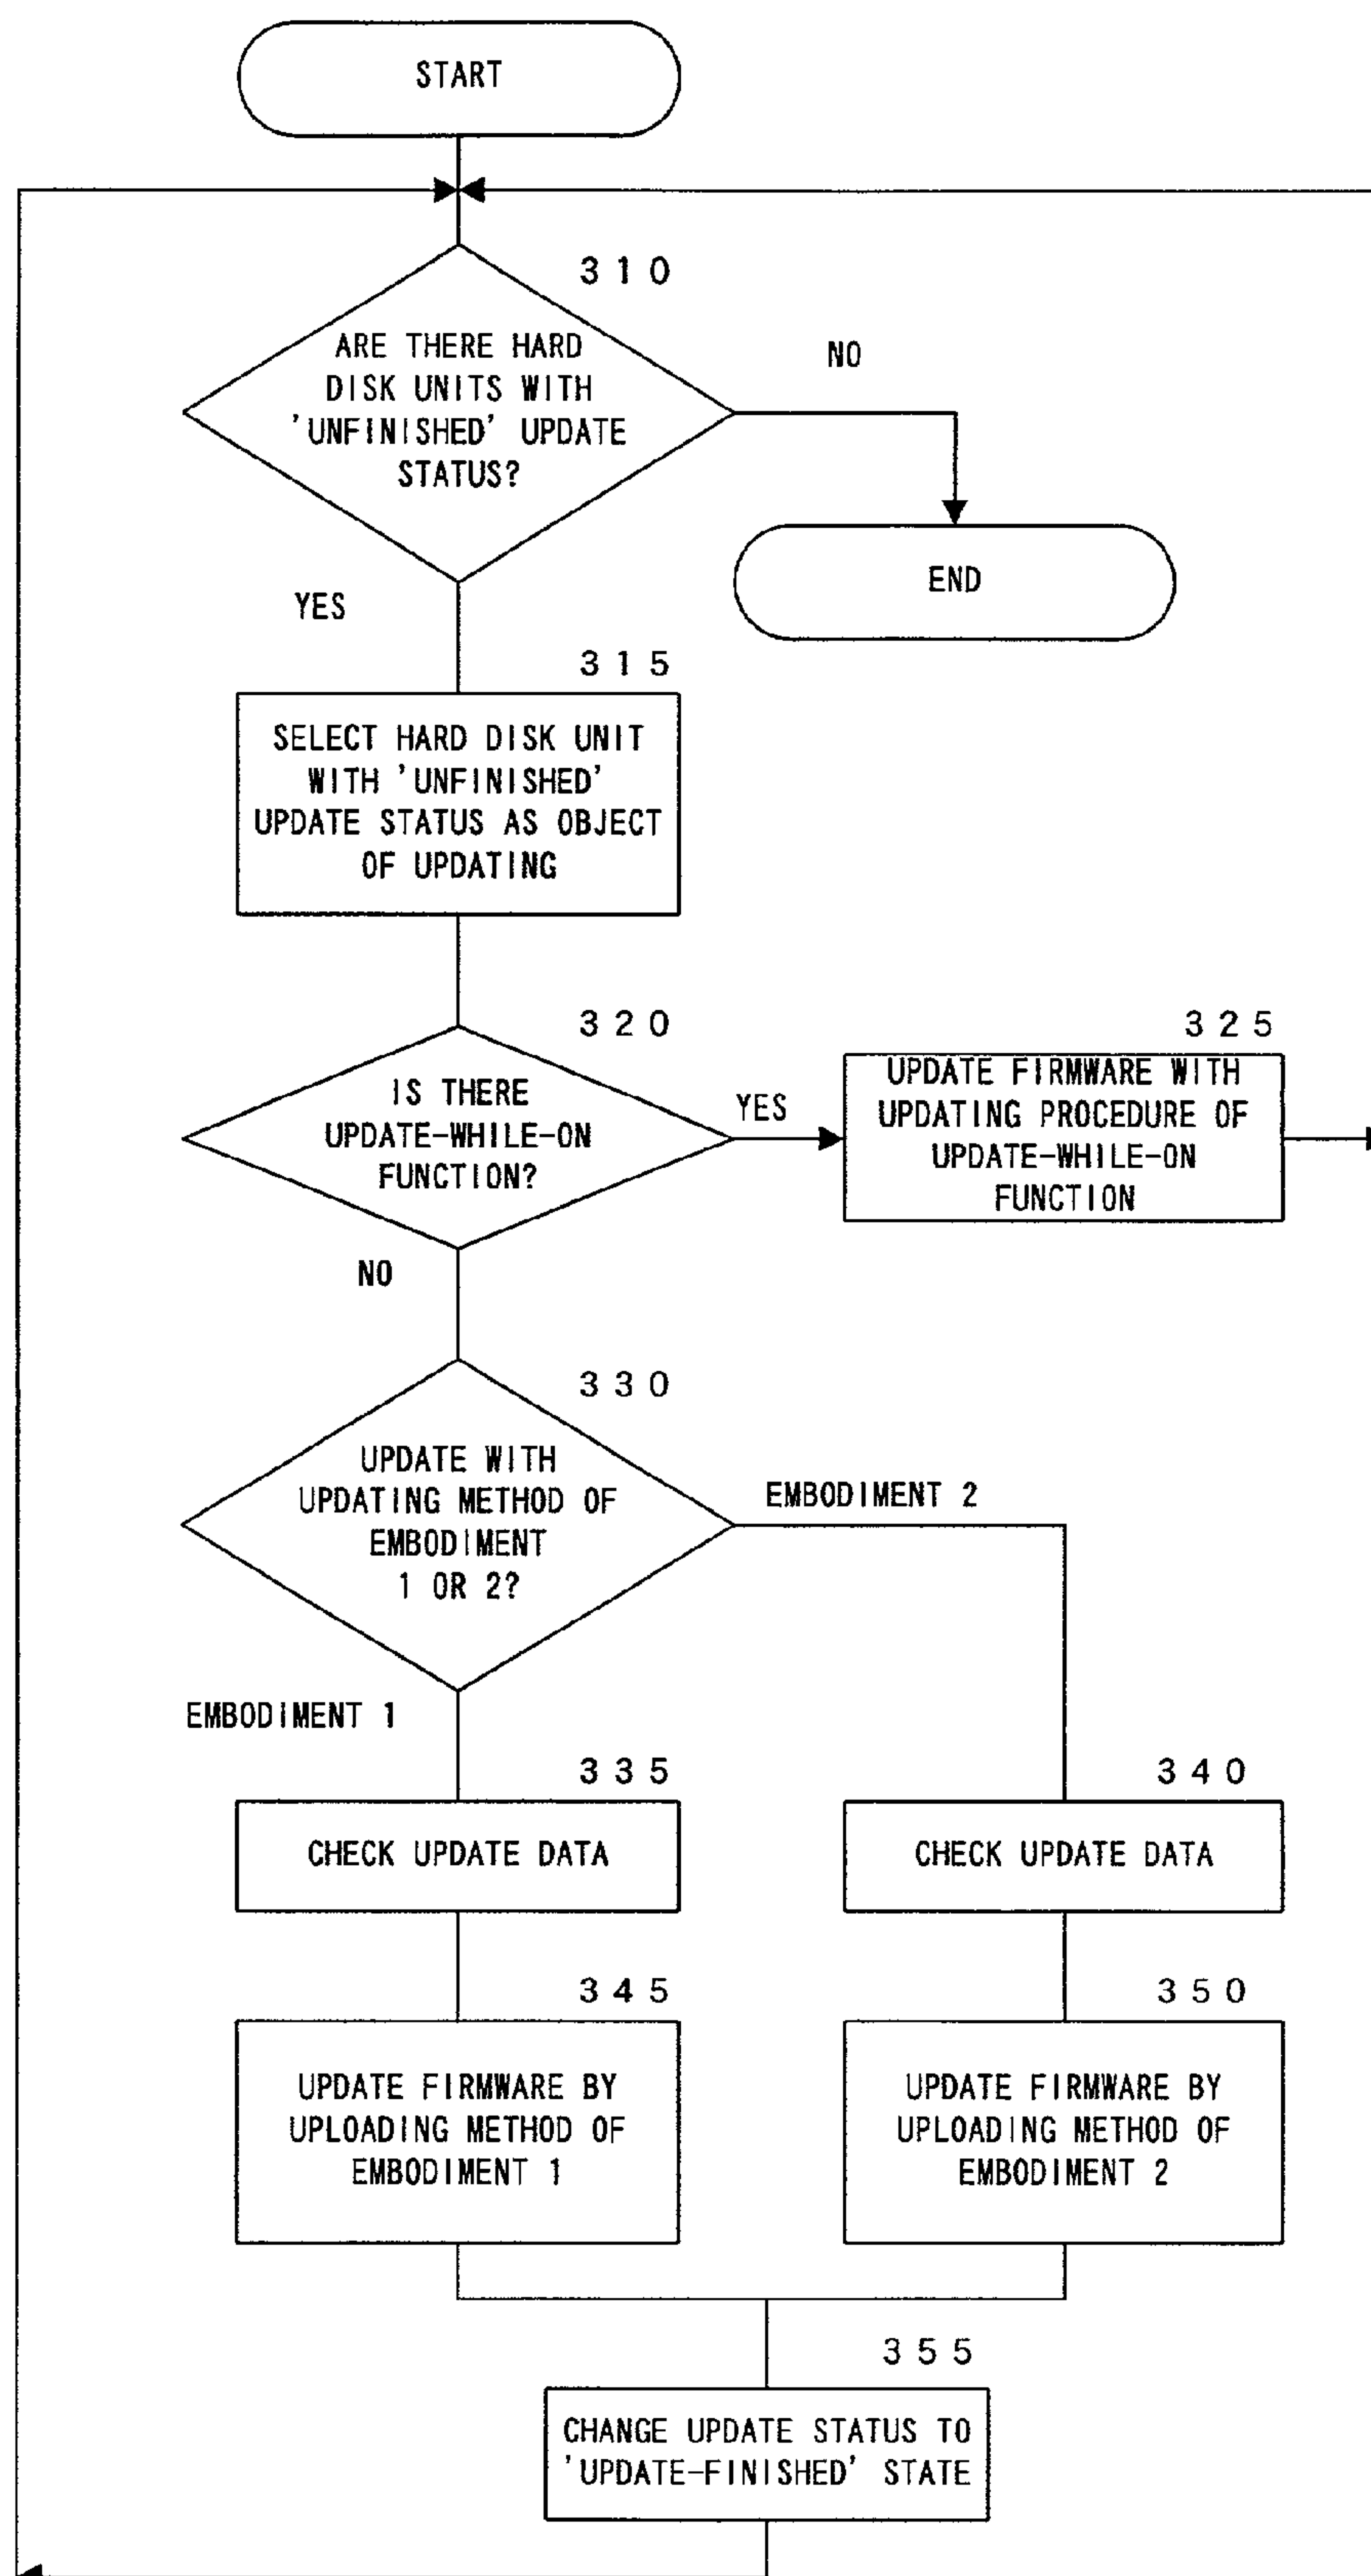 START
310
ARE THERE HARD
DISK UNITS WITH
'UNFINISHED' UPDATE
STATUS?
NO
END
YES
315
SELECT HARD DISK UNIT
WITH 'UNFINISHED'
UPDATE STATUS AS OBJECT
OF UPDATING
320
IS THERE
UPDATE-WHILE-ON
FUNCTION?
YES
325
UPDATE FIRMWARE WITH
UPDATING PROCEDURE OF
UPDATE-WHILE-ON
FUNCTION
NO
330
UPDATE WITH
UPDATING METHOD OF
EMBODIMENT
1 OR 2?
EMBODIMENT 2
EMBODIMENT 1
335
CHECK UPDATE DATA
340
CHECK UPDATE DATA
345
UPDATE FIRMWARE BY
UPLOADING METHOD OF
EMBODIMENT 1
350
UPDATE FIRMWARE BY
UPLOADING METHOD OF
EMBODIMENT 2
355
CHANGE UPDATE STATUS TO
'UPDATE-FINISHED' STATE